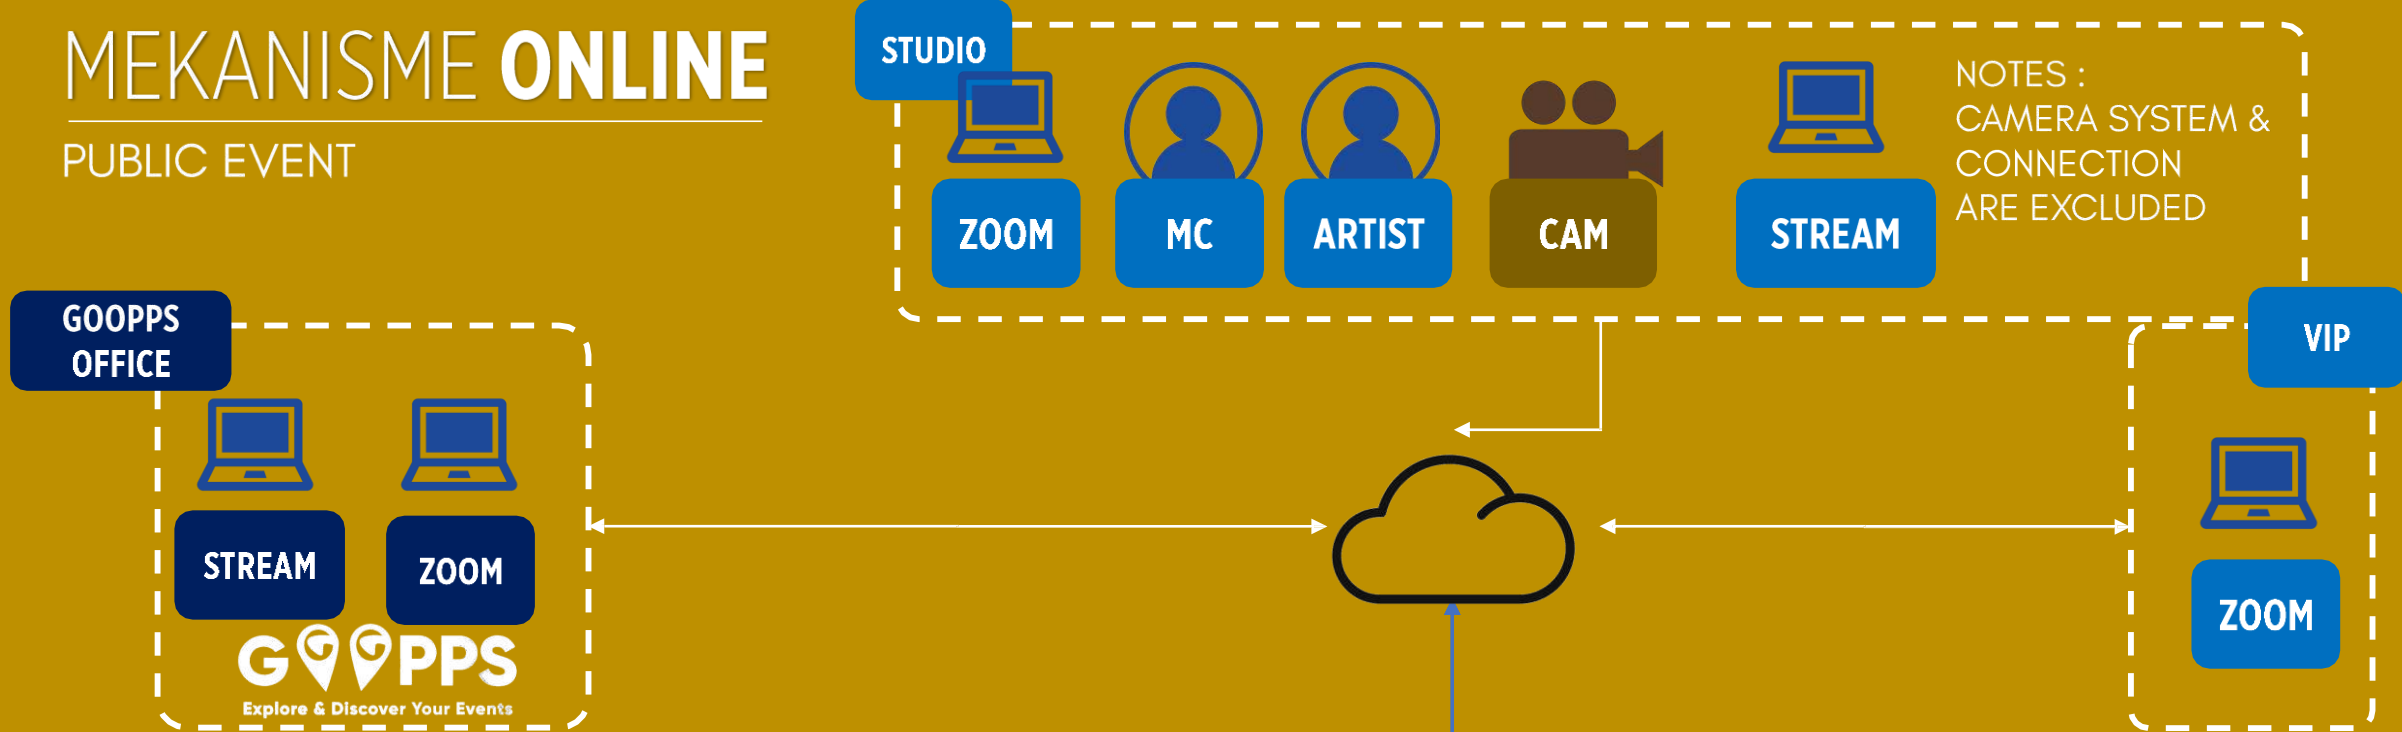 MEKANISME ONLINE
PUBLIC EVENT
STUDIO
ZOOM
MC
ARTIST
CAM
STREAM
NOTES :
CAMERA SYSTEM &
CONNECTION
ARE EXCLUDED
GOOPPS
OFFICE
STREAM
ZOOM
GOOPPS
Explore & Discover Your Events
VIP
ZOOM